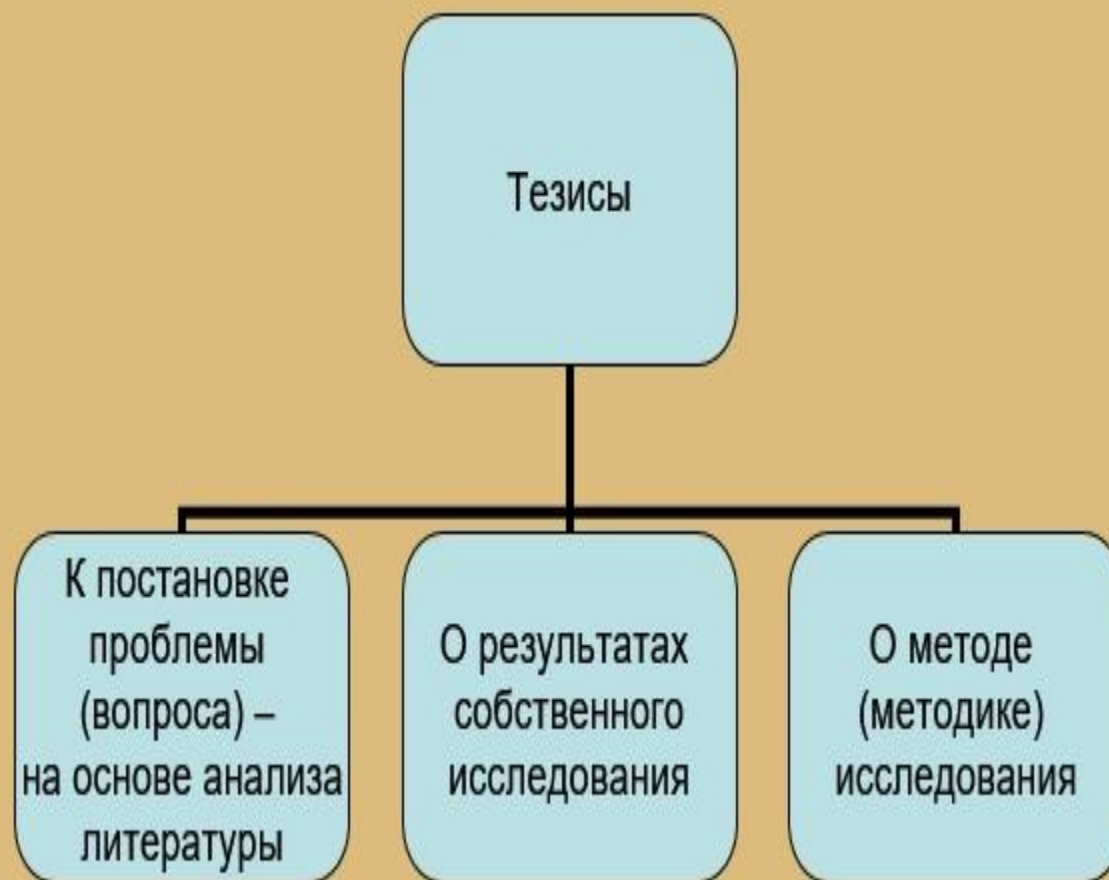 Тезисы
К постановке
проблемы
(вопроса) –
на основе анализа
литературы
О результатах
собственного
исследования
О методе
(методике)
исследования